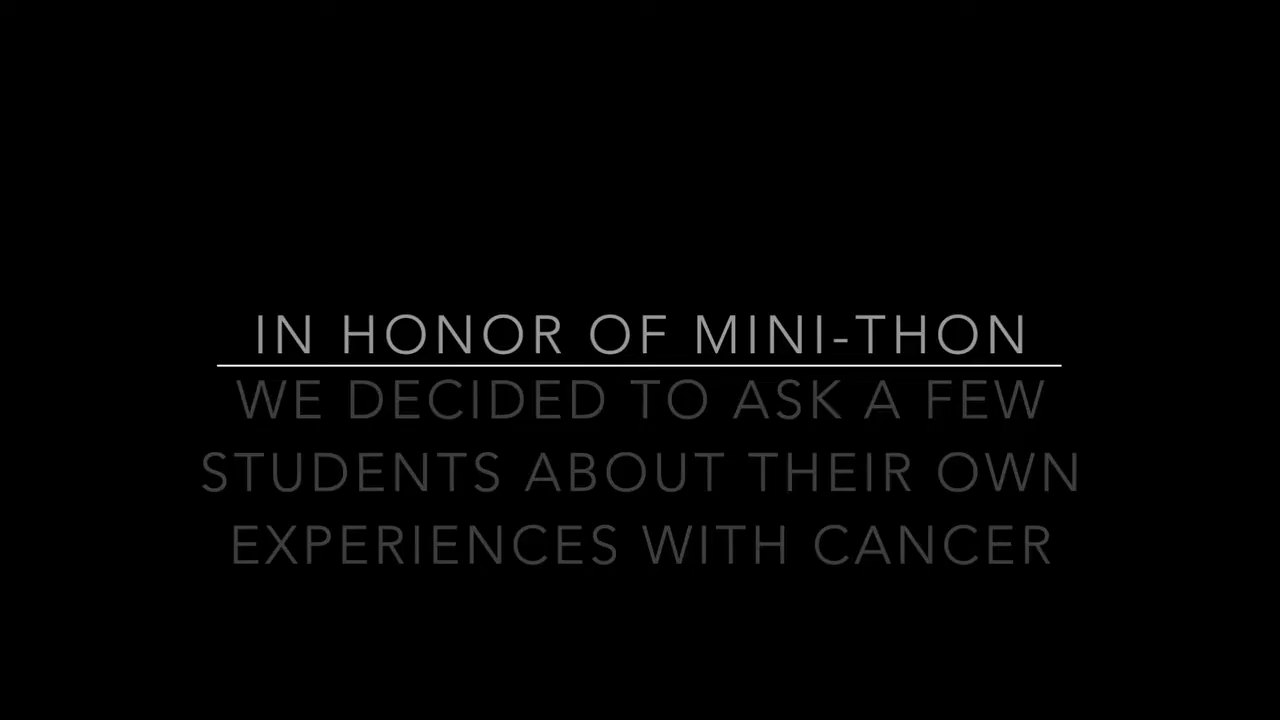 IN HONOR OF MINI-THON
WE DECIDED TO ASK A FEW
STUDENTS ABOUT THEIR OWN
EXPERIENCES WITH CANCER